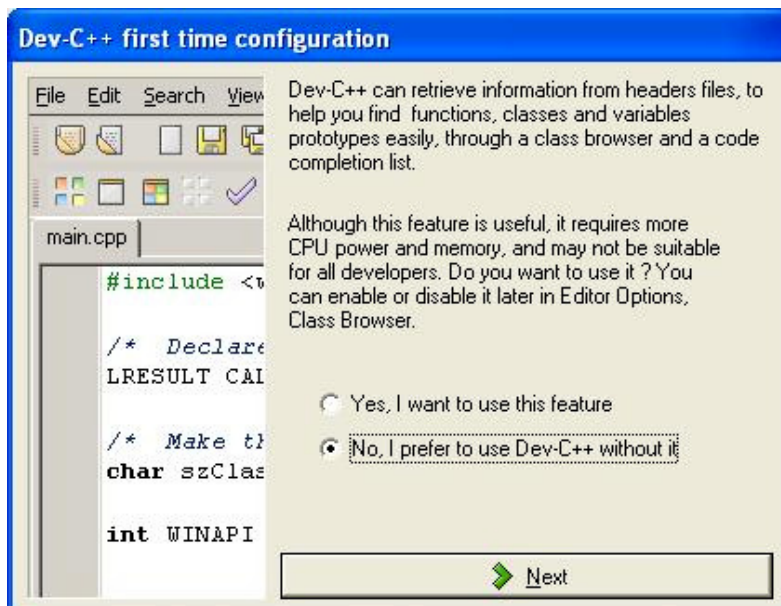 Dev-C++ first time configuration
File Edit Search View
main.cpp
#include <w
/* Declare
LRESULT CAL
/* Make th
char szClas
int WINAPI
Dev-C++ can retrieve information from headers files, to
help you find functions, classes and variables
prototypes easily, through a class browser and a code
completion list.
Although this feature is useful, it requires more
CPU power and memory, and may not be suitable
for all developers. Do you want to use it ? You
can enable or disable it later in Editor Options,
Class Browser.
Yes, I want to use this feature
No, I prefer to use Dev-C++ without it
Next